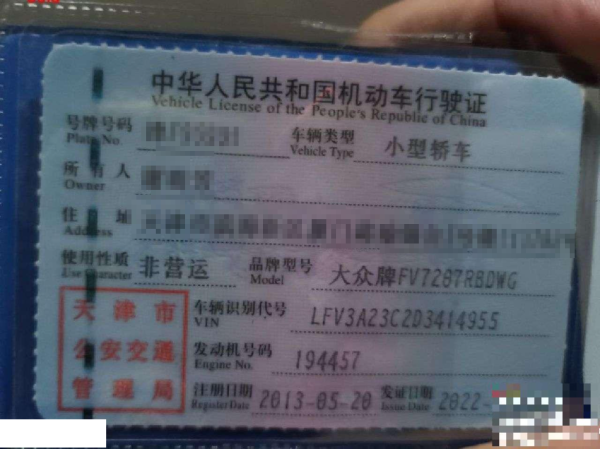 中华人民共和国机动车行驶证
Vehicle License of the People's Republic of China
号牌号码 车辆类型 小型轿车
Plate No. Vehicle Type
所有人
Owner
住址
Address
使用性质 非营运 品牌型号 大众牌FV7287RBDWG
Use Character Model
天津市
公安交通
管理局
车辆识别代号 LFV3A23C2D3414955
VIN
发动机号码 194457
Engine No.
注册日期 2013-05-20 发证日期 2022-
Register Date Issue Date